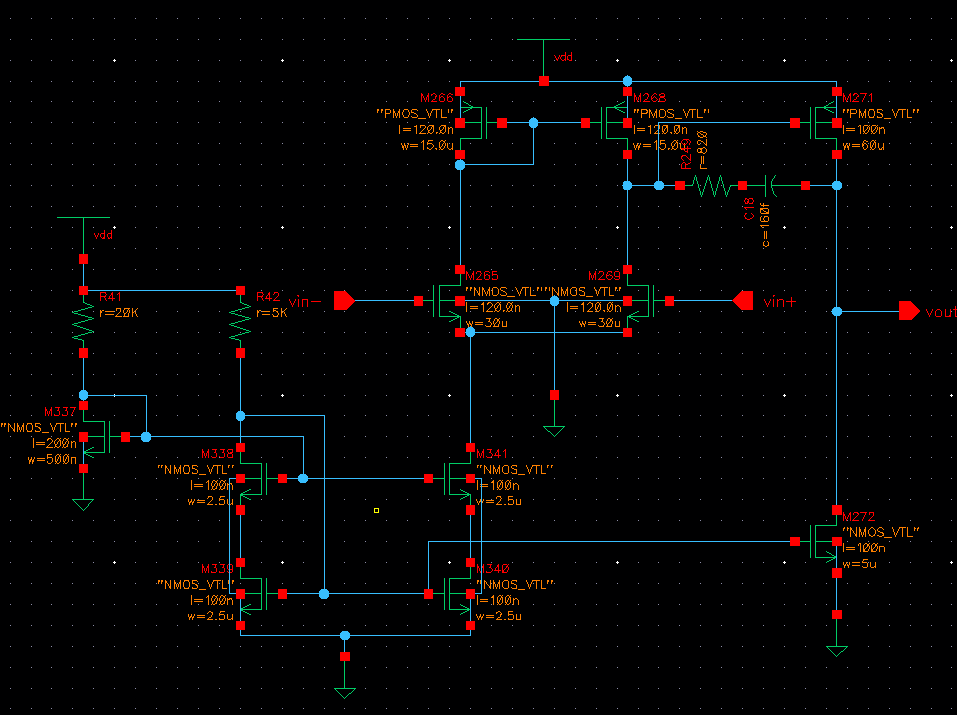 vdd
M266
"PMOS_VTL"
l=120.0n
w=15.0u
M268
"PMOS_VTL"
l=120.0n
w=15.0u
M271
"PMOS_VTL"
l=100n
w=60u
r=820
C18
c=160f
vdd
R41
r=20K
R42
r=5K
vin-
M265
"NMOS_VTL"
l=120.0n
w=30u
M269
"NMOS_VTL"
l=120.0n
w=30u
vin+
vout
M337
"NMOS_VTL"
l=200n
w=500n
M338
"NMOS_VTL"
l=100n
w=2.5u
M341
"NMOS_VTL"
l=100n
w=2.5u
M272
"NMOS_VTL"
l=100n
w=5u
M339
"NMOS_VTL"
l=100n
w=2.5u
M340
"NMOS_VTL"
l=100n
w=2.5u